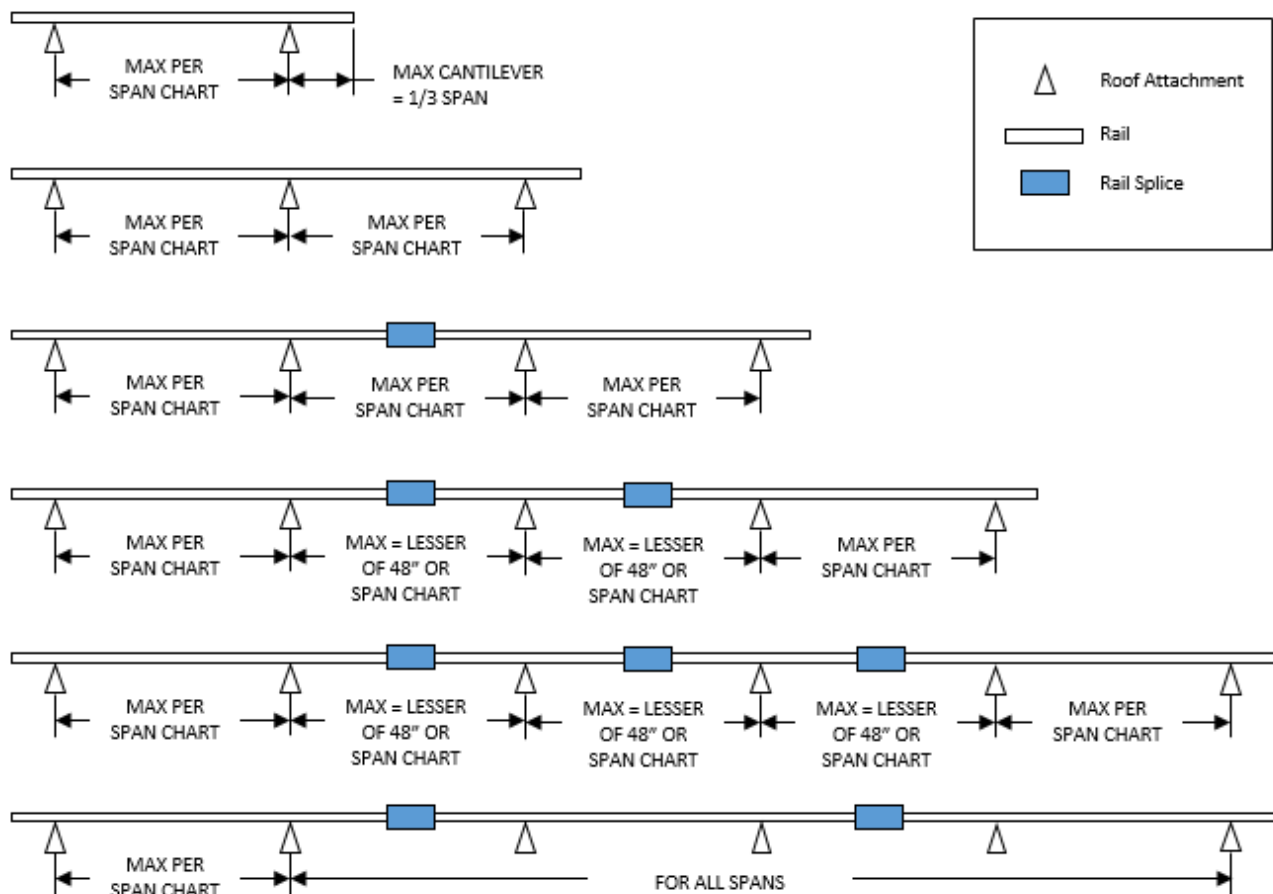 MAX PER
SPAN CHART
MAX CANTILEVER
= 1/3 SPAN
Roof Attachment
Rail
Rail Splice
MAX PER
SPAN CHART
MAX PER
SPAN CHART
MAX PER
SPAN CHART
MAX PER
SPAN CHART
MAX PER
SPAN CHART
MAX PER
SPAN CHART
MAX = LESSER
OF 48" OR
SPAN CHART
MAX = LESSER
OF 48" OR
SPAN CHART
MAX PER
SPAN CHART
MAX PER
SPAN CHART
MAX = LESSER
OF 48" OR
SPAN CHART
MAX = LESSER
OF 48" OR
SPAN CHART
MAX = LESSER
OF 48" OR
SPAN CHART
MAX PER
SPAN CHART
MAX PER
SPAN CHART
FOR ALL SPANS